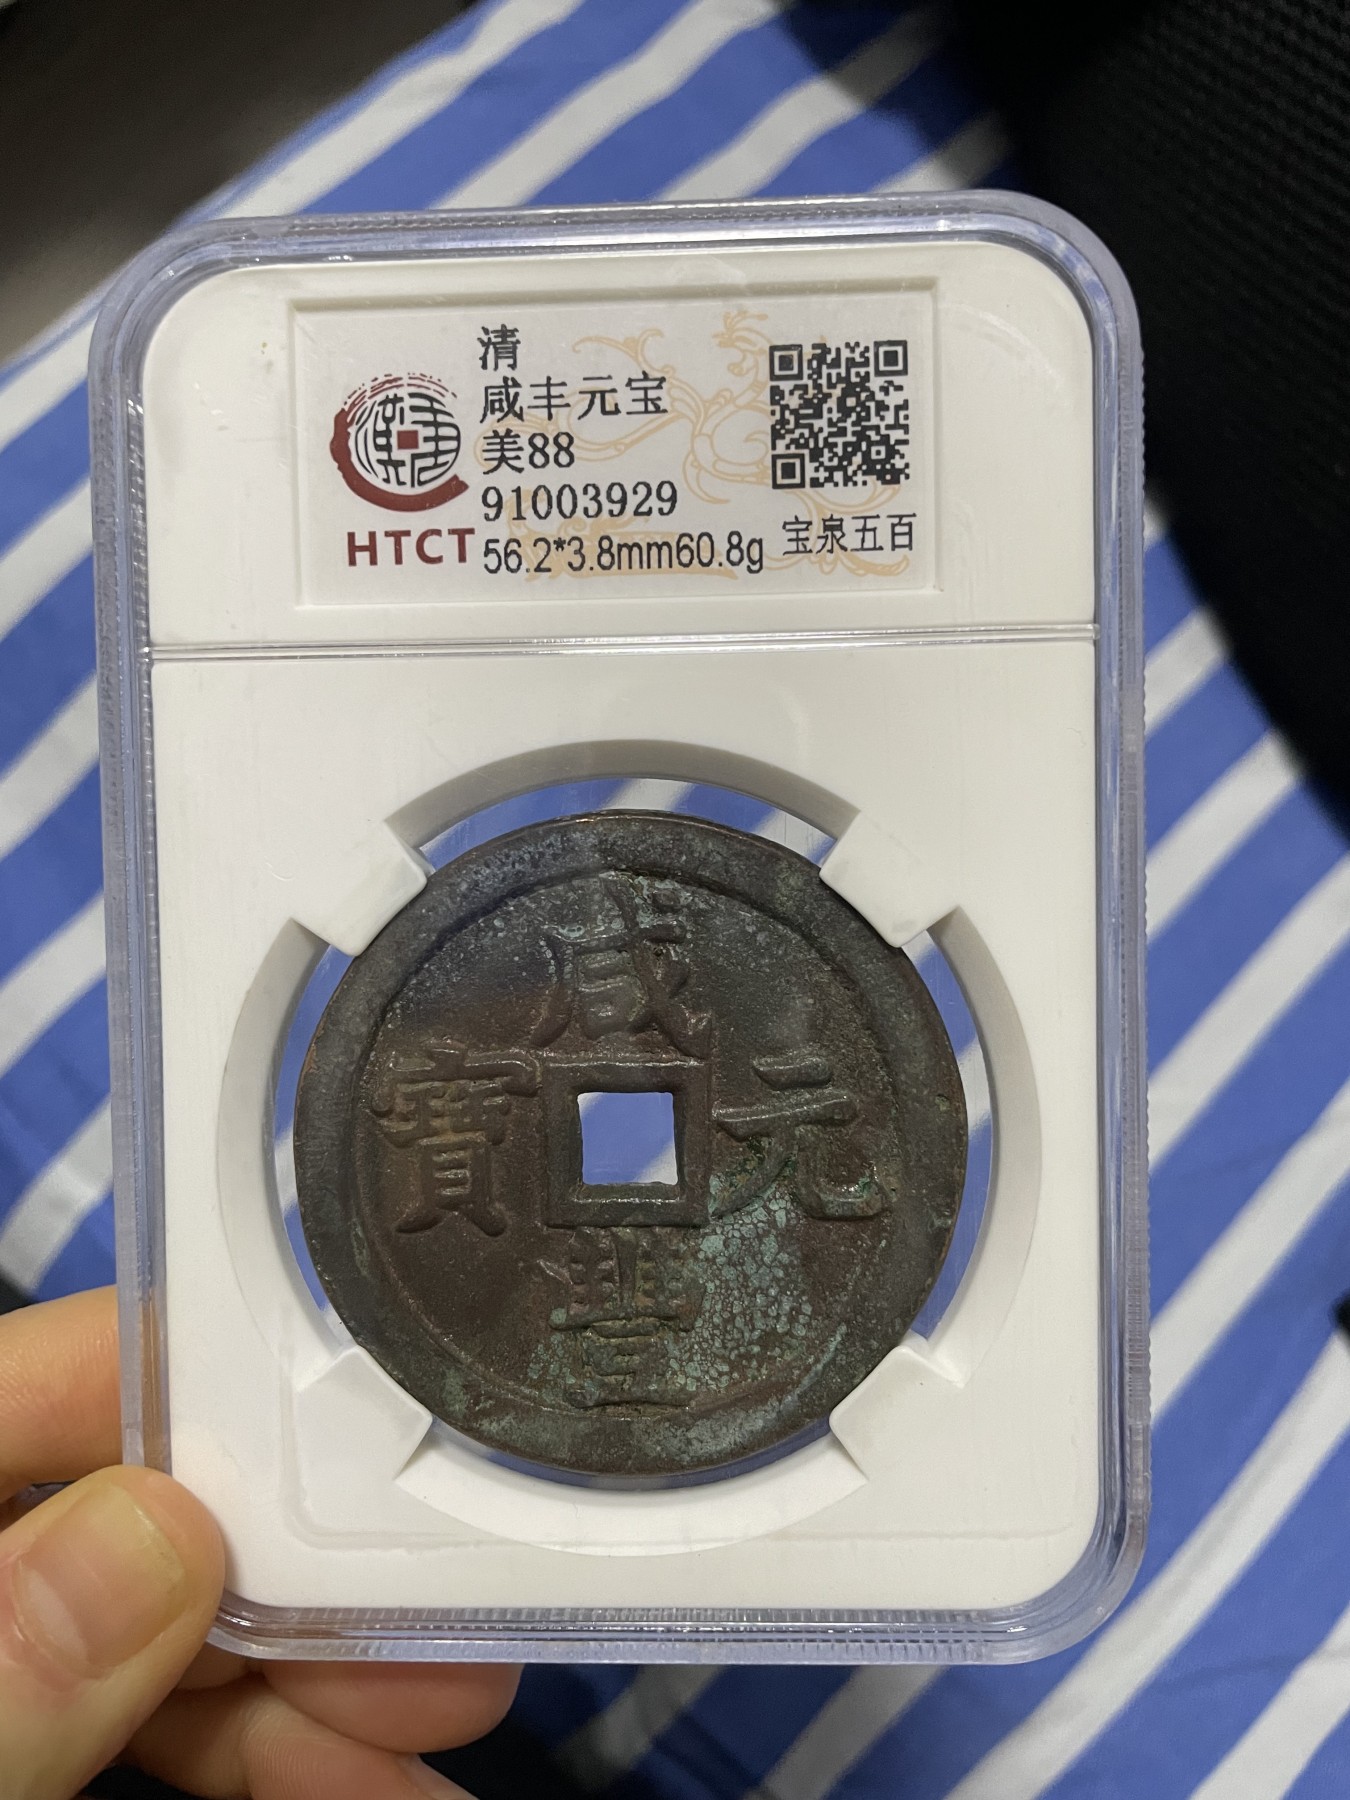 清
咸丰元宝
美88
91003929
HTCT 56.2*3.8mm60.8g
宝泉五百
咸
寶 元
豐